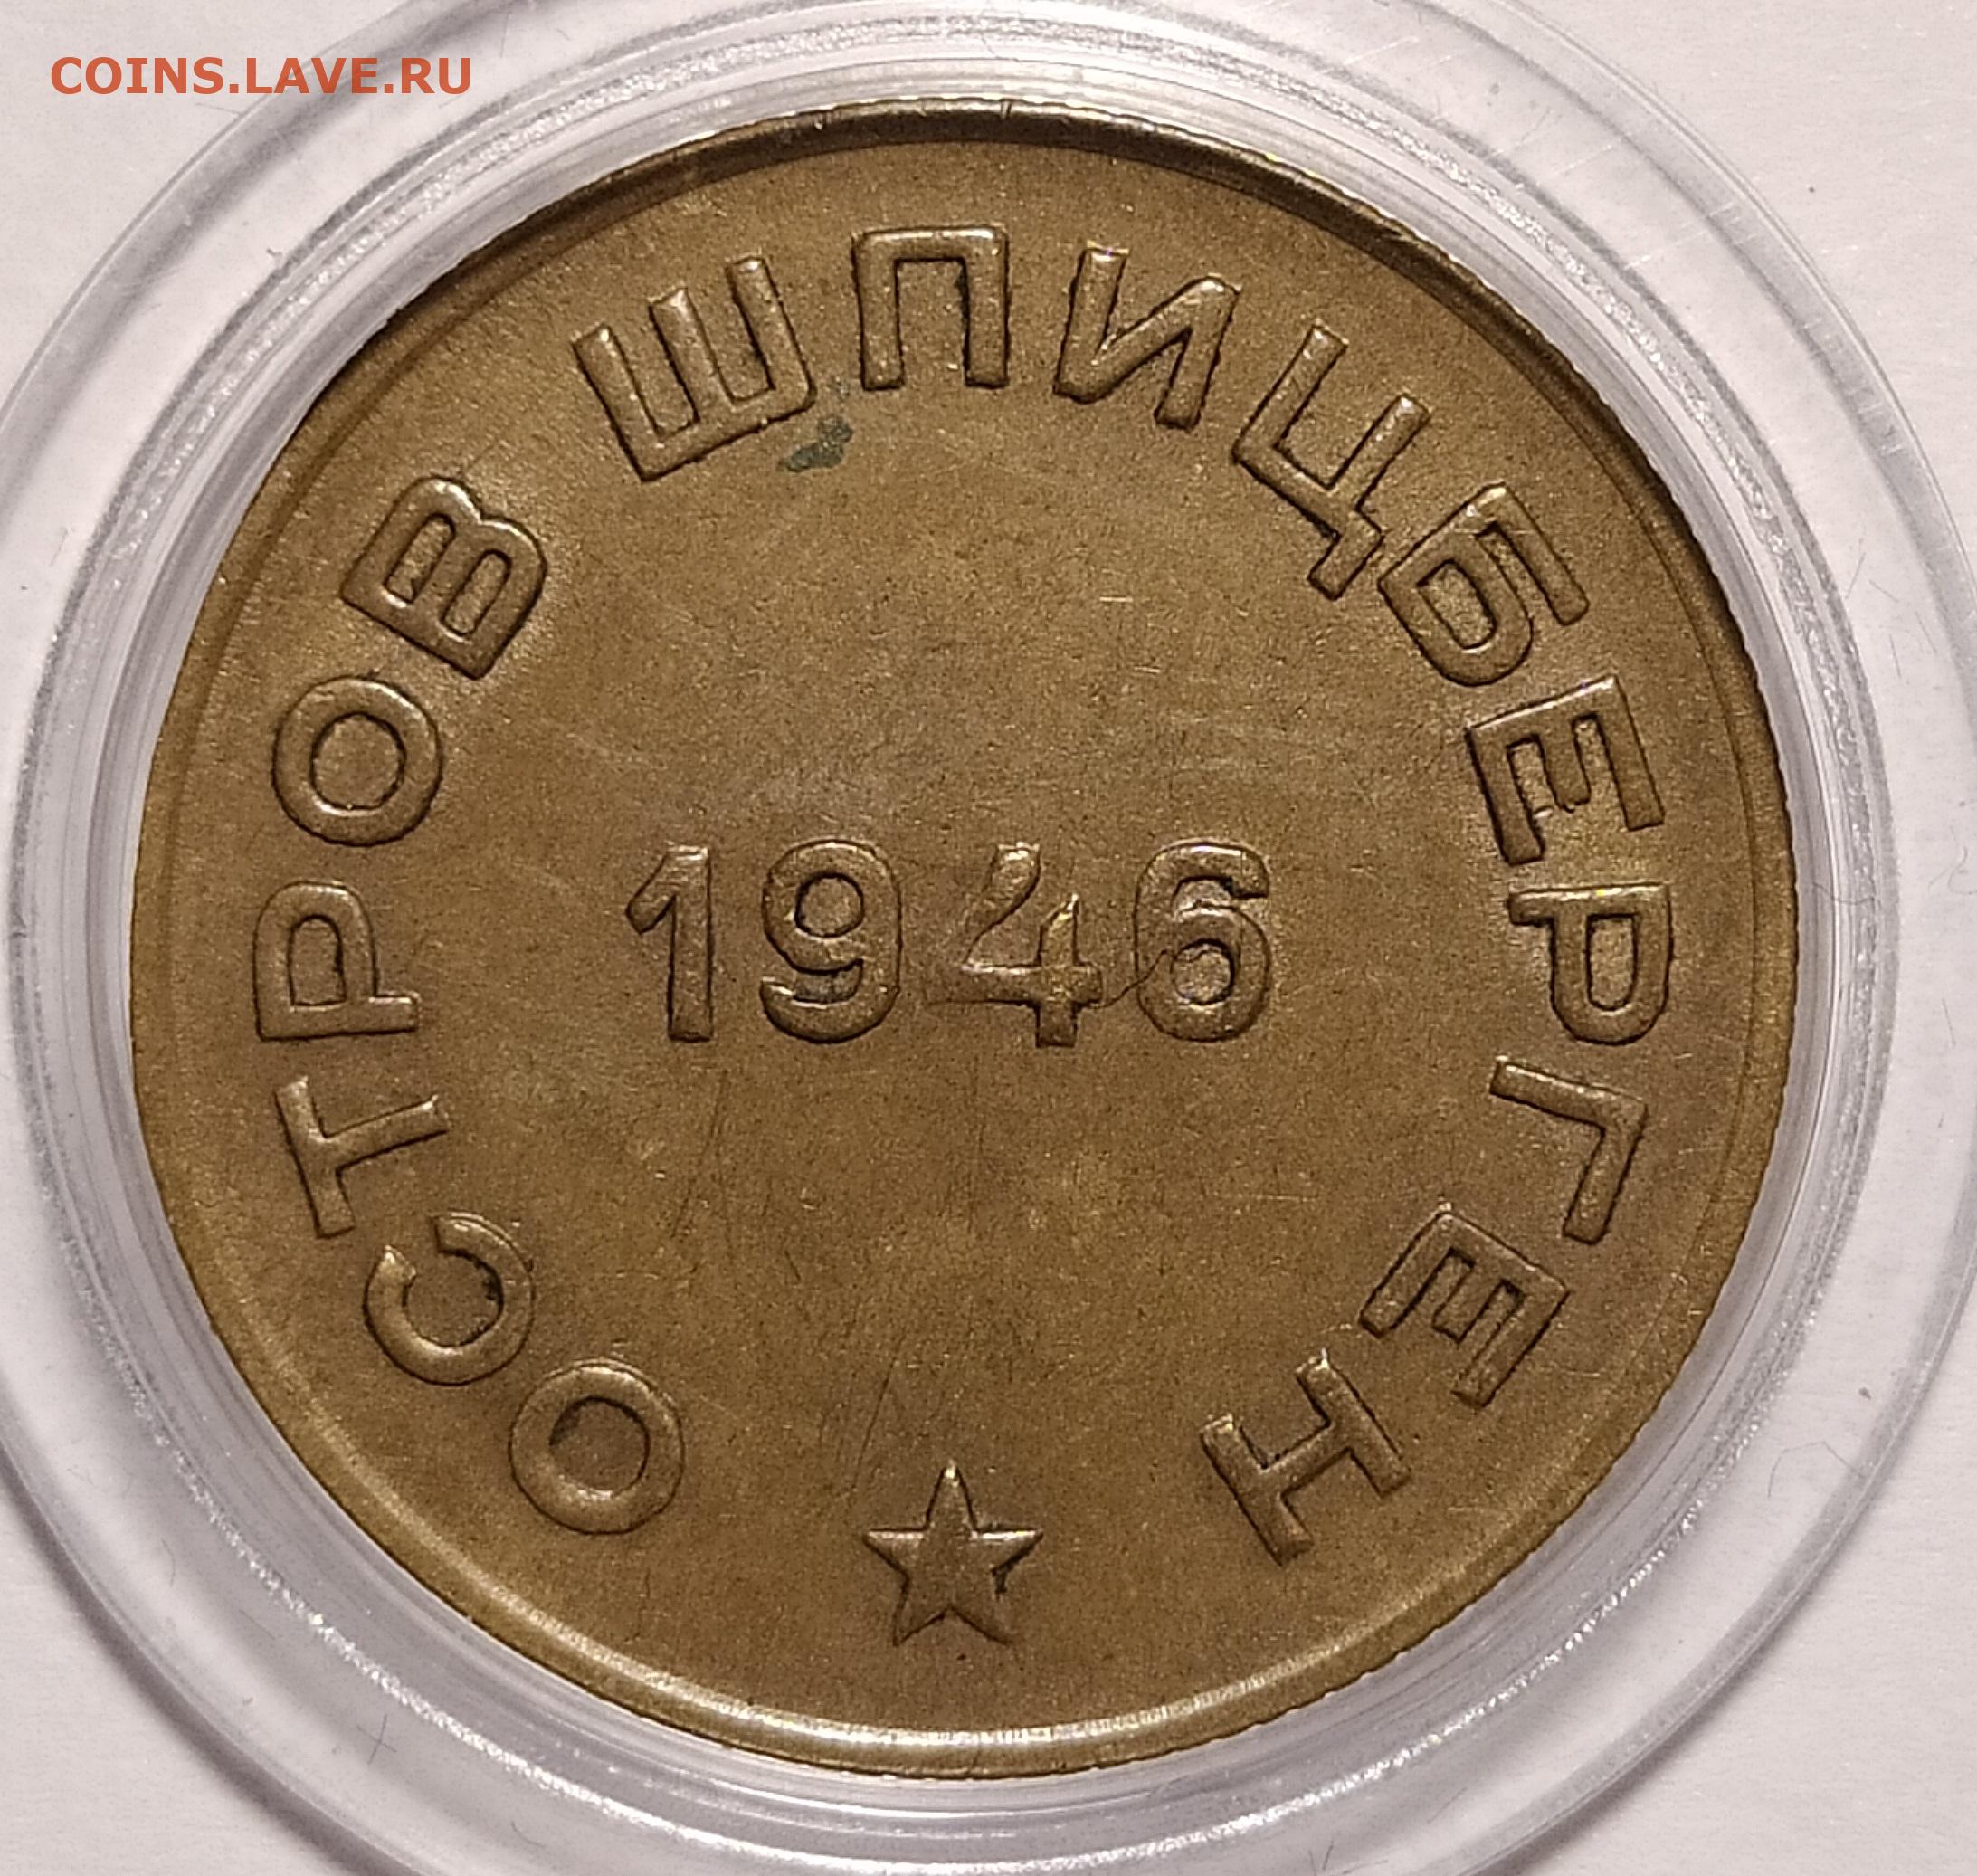 COINS.LAVE.RU
ОСТРОВ ШПИЦБЕРГЕН
1946